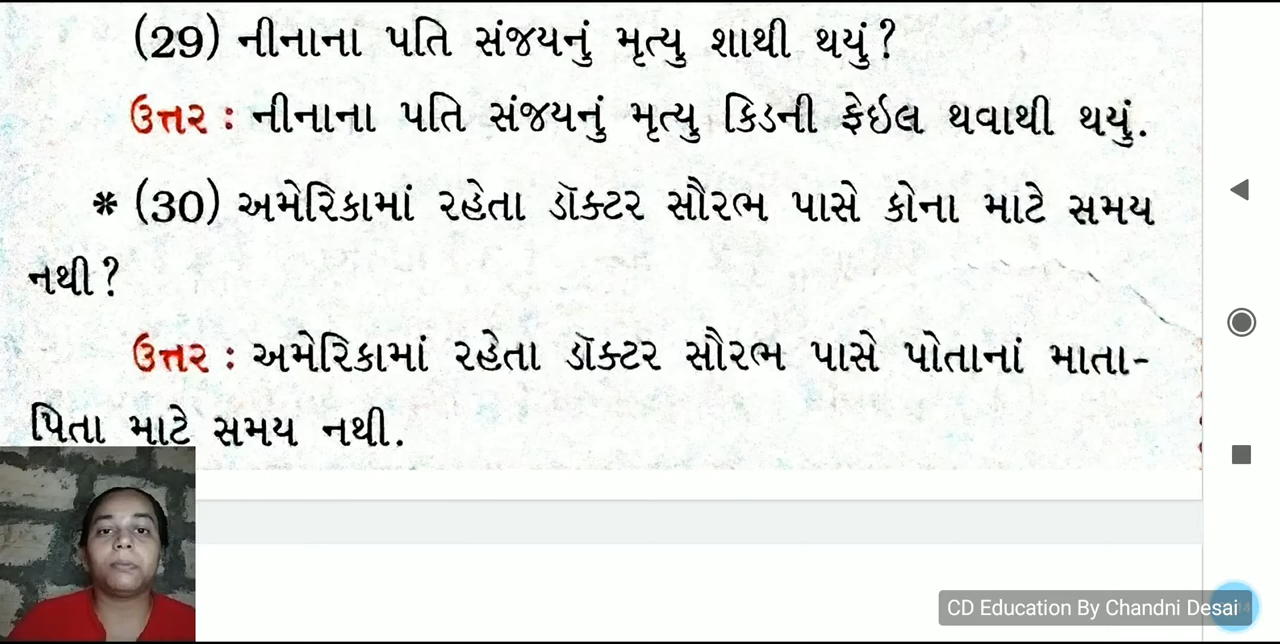 (29) નીનાના પતિ સંજયનું મૃત્યુ શાથી થયું?
ઉત્તર : નીનાના પતિ સંજયનું મૃત્યુ કિડની ફેઇલ થવાથી થયું.
* (30) અમેરિકામાં રહેતા ડૉક્ટર સૌરભ પાસે કોના માટે સમય
નથી?
ઉત્તર : અમેરિકામાં રહેતા ડૉક્ટર સૌરભ પાસે પોતાનાં માતા-
પિતા માટે સમય નથી.
CD Education By Chandni Desai